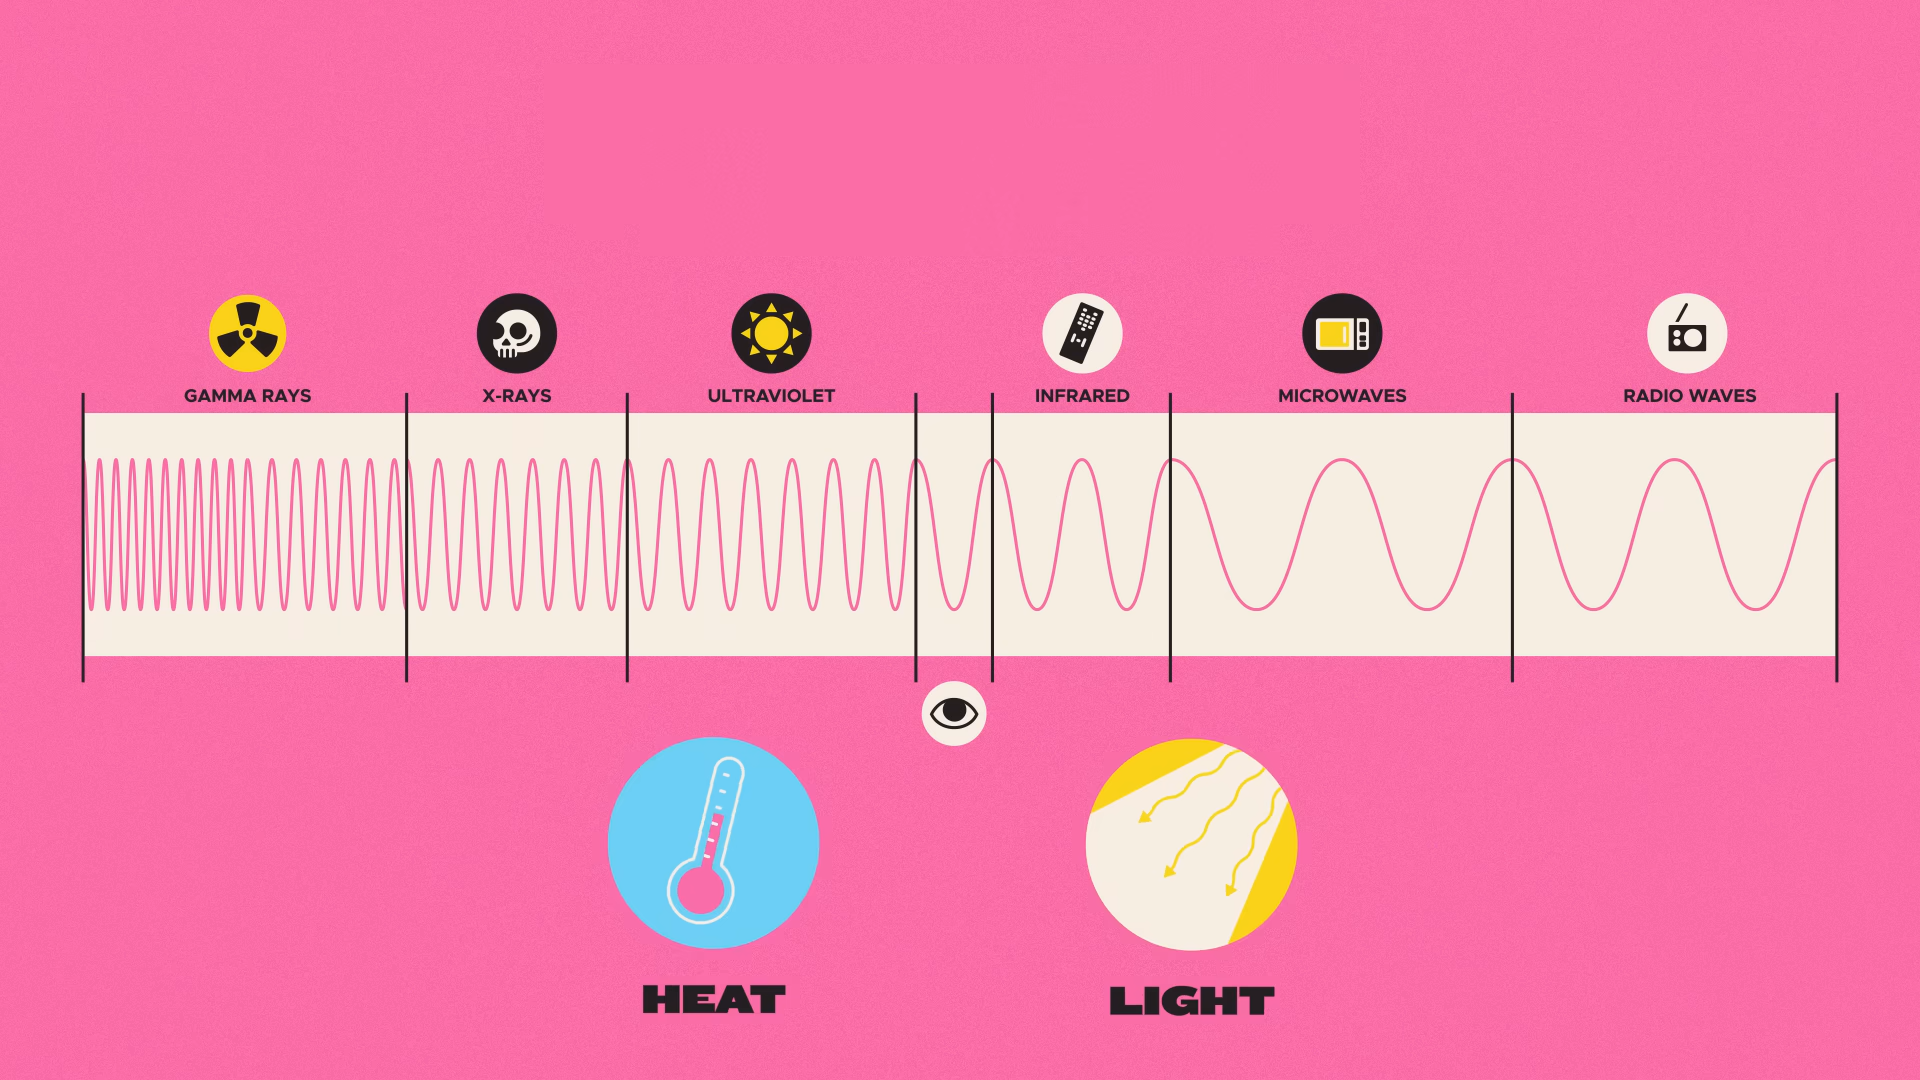 GAMMA RAYS
X-RAYS
ULTRAVIOLET
INFRARED
MICROWAVES
RADIO WAVES
HEAT
LIGHT